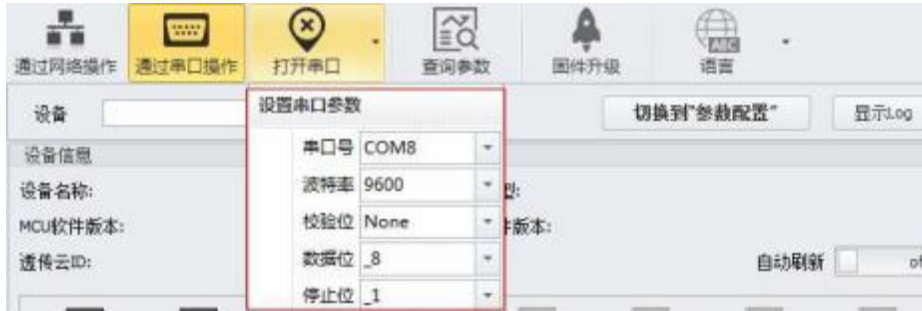 通过网络操作 通过串口操作 打开串口 查询参数 固件升级 ABC 语言
设备 切换到"参数配置" 显示Log
设置串口参数
设备信息
串口号 COM8
设备名称: 波特率 9600 型:
MCU软件版本: 校验位 None 件版本:
透传云ID: 数据位 _8 自动刷新 of
停止位 _1